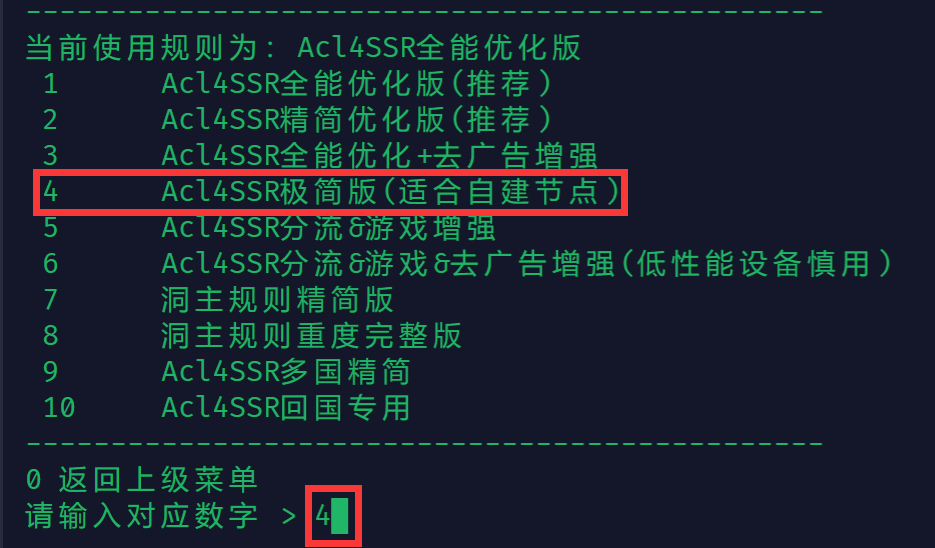 -----------------------------------------------
当前使用规则为: Acl4SSR全能优化版
1 Acl4SSR全能优化版(推荐)
2 Acl4SSR精简优化版(推荐)
3 Acl4SSR全能优化+去广告增强
4 Acl4SSR极简版(适合自建节点)
5 Acl4SSR分流&游戏增强
6 Acl4SSR分流&游戏&去广告增强(低性能设备慎用)
7 洞主规则精简版
8 洞主规则重度完整版
9 Acl4SSR多国精简
10 Acl4SSR回国专用
-----------------------------------------------
0 返回上级菜单
请输入对应数字 > 4